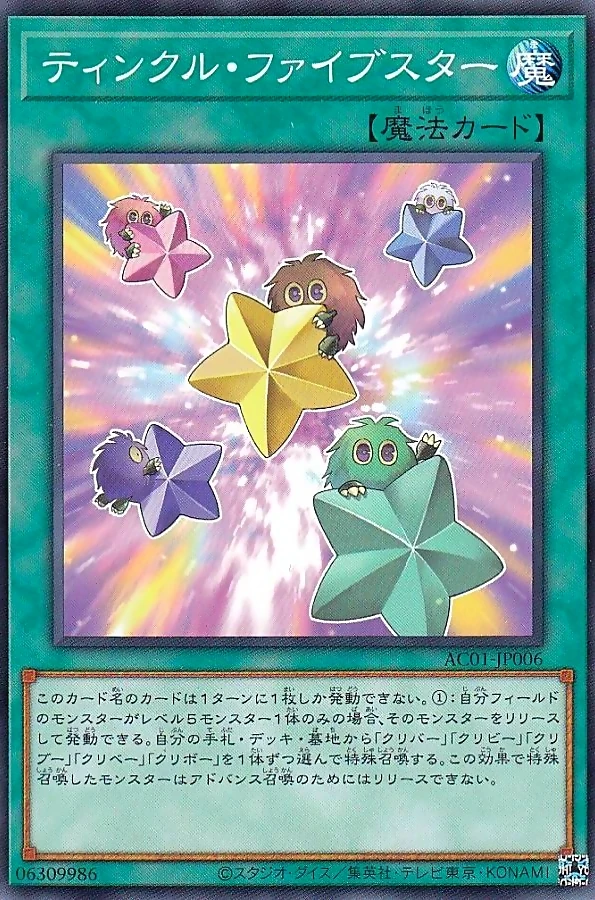 ティンクル・ファイブスター 魔
【魔法カード】
AC01-JP006
このカード名のカードは1ターンに1枚しか発動できない。①:自分フィールド
のモンスターがレベル5モンスター1体のみの場合、そのモンスターをリリース
して発動できる。自分の手札・デッキ・墓地から「クリバー」「クリビー」「クリ
ブー」「クリベー」「クリボー」を1体ずつ選んで特殊召喚する。この効果で特殊
召喚したモンスターはアドバンス召喚のためにはリリースできない。
06309986 ©スタジオ・ダイス/集英社・テレビ東京・KONAMI